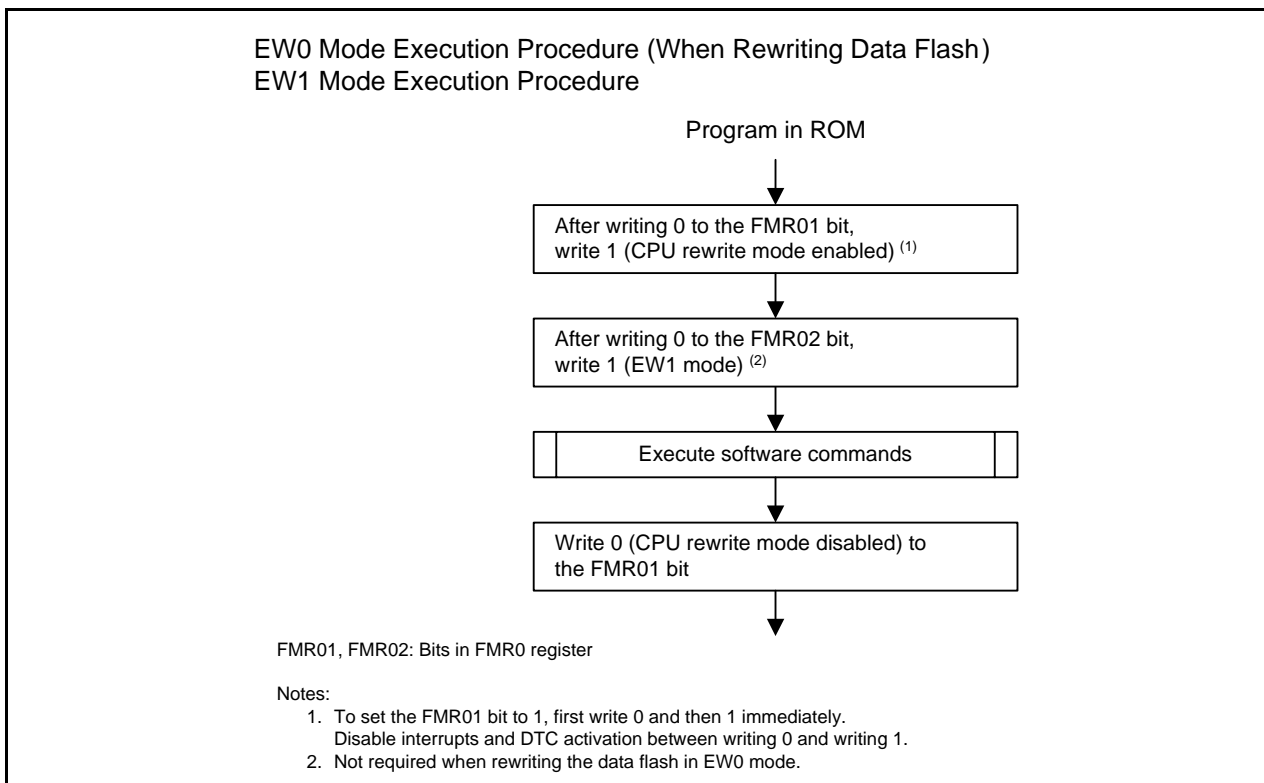 EW0 Mode Execution Procedure (When Rewriting Data Flash)
EW1 Mode Execution Procedure
Program in ROM
After writing 0 to the FMR01 bit,
write 1 (CPU rewrite mode enabled) (1)
After writing 0 to the FMR02 bit,
write 1 (EW1 mode) (2)
Execute software commands
Write 0 (CPU rewrite mode disabled) to
the FMR01 bit
FMR01, FMR02: Bits in FMR0 register
Notes:
1. To set the FMR01 bit to 1, first write 0 and then 1 immediately.
Disable interrupts and DTC activation between writing 0 and writing 1.
2. Not required when rewriting the data flash in EW0 mode.